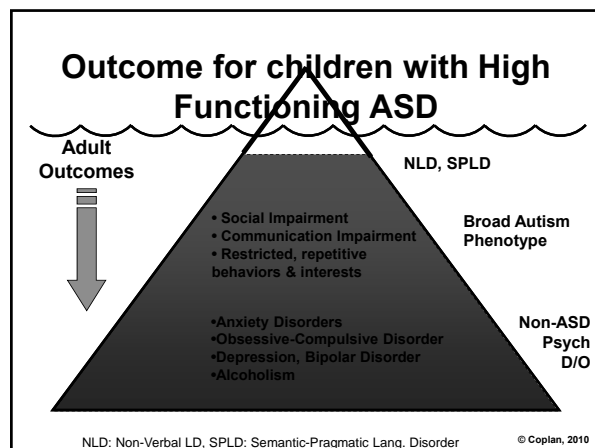 Outcome for children with High
Functioning ASD
Adult
Outcomes
NLD, SPLD
• Social Impairment
• Communication Impairment
• Restricted, repetitive
behaviors & interests
Broad Autism
Phenotype
•Anxiety Disorders
•Obsessive-Compulsive Disorder
•Depression, Bipolar Disorder
•Alcoholism
Non-ASD
Psych
D/O
NLD: Non-Verbal LD, SPLD: Semantic-Pragmatic Lang. Disorder
© Coplan, 2010